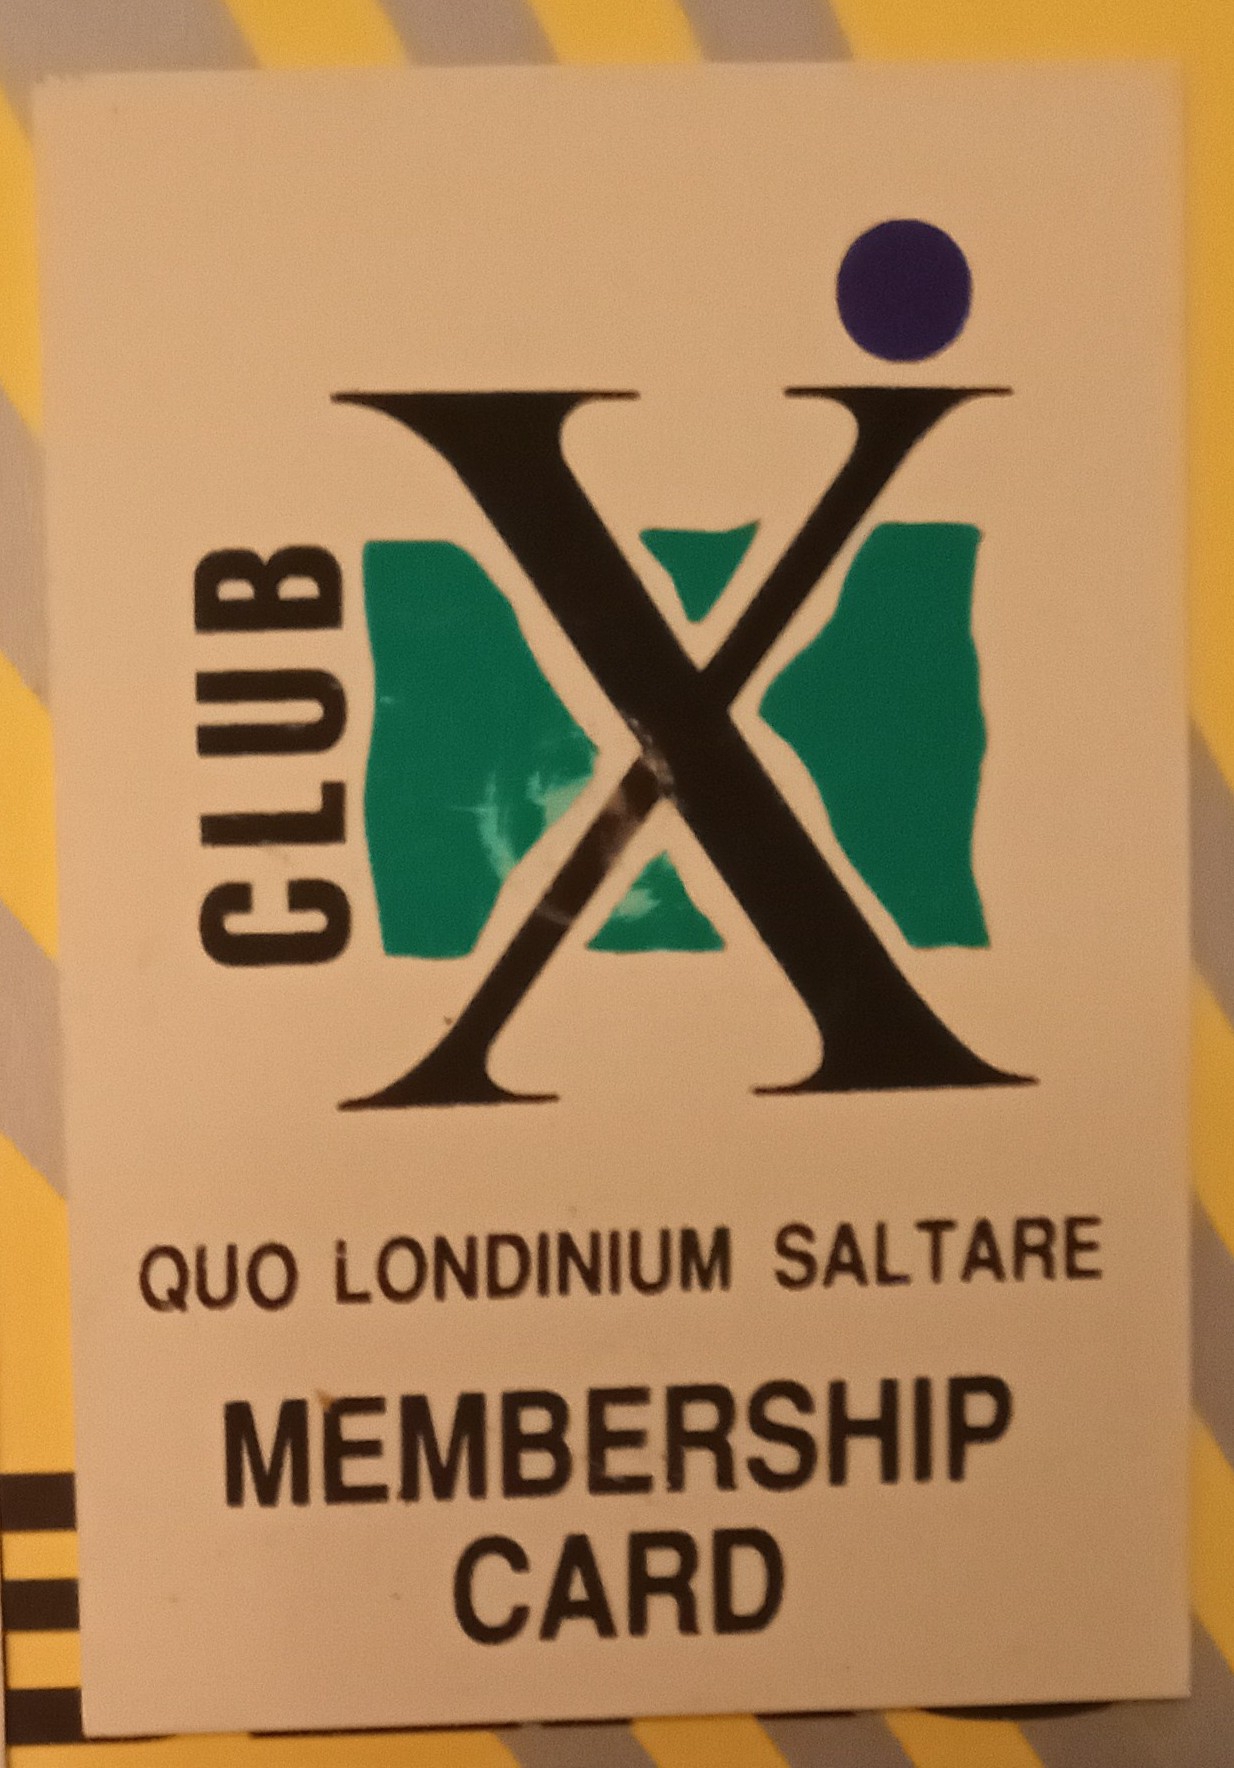 CLUB
X
QUO LONDINIUM SALTARE
MEMBERSHIP
CARD